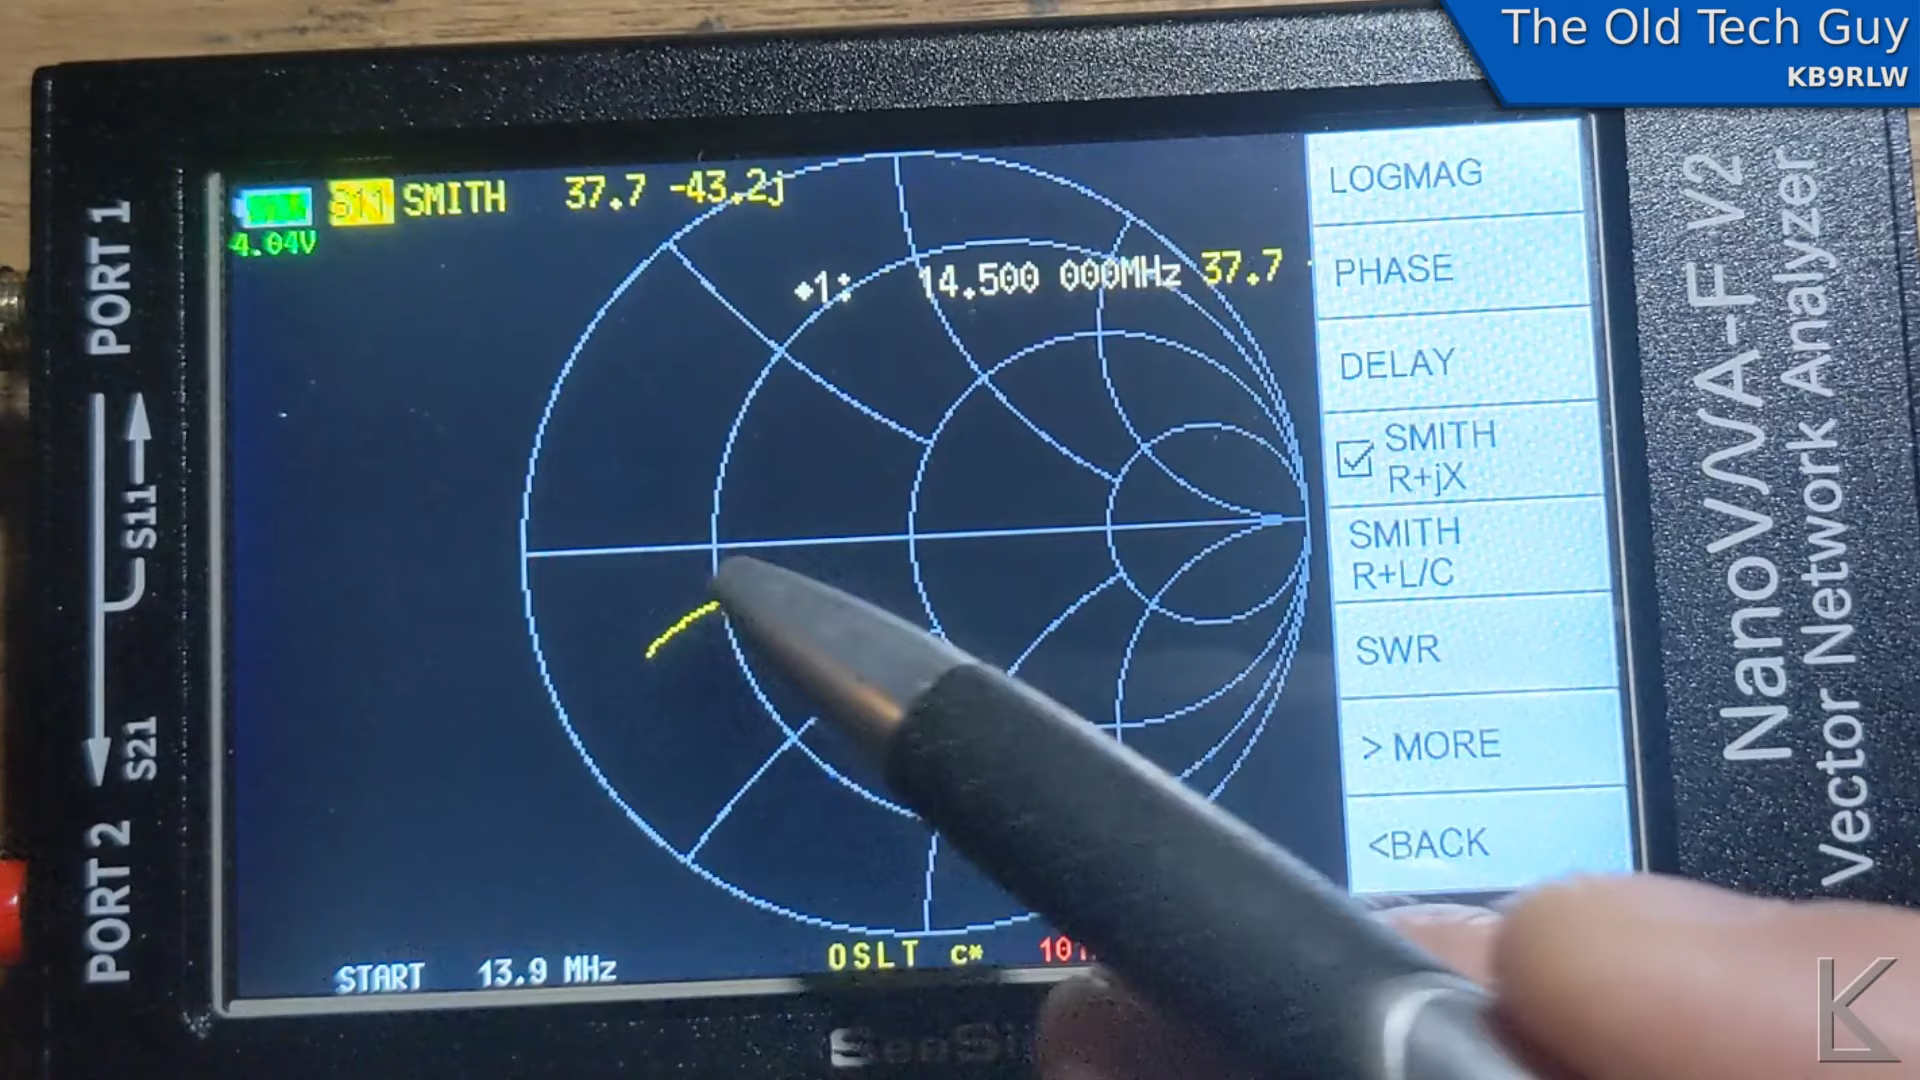 The Old Tech Guy
KB9RLW
S11 SMITH 37.7 -43.2j
4.04V
1: 14.500 000MHz 37.7
LOGMAG
PHASE
DELAY
SMITH
R+jX
SMITH
R+L/C
SWR
> MORE
<BACK
START 13.9 MHz
OSLT c*
PORT 1
S11
S21
PORT 2
NanoVNA-F V2
Vector Network Analyzer
K